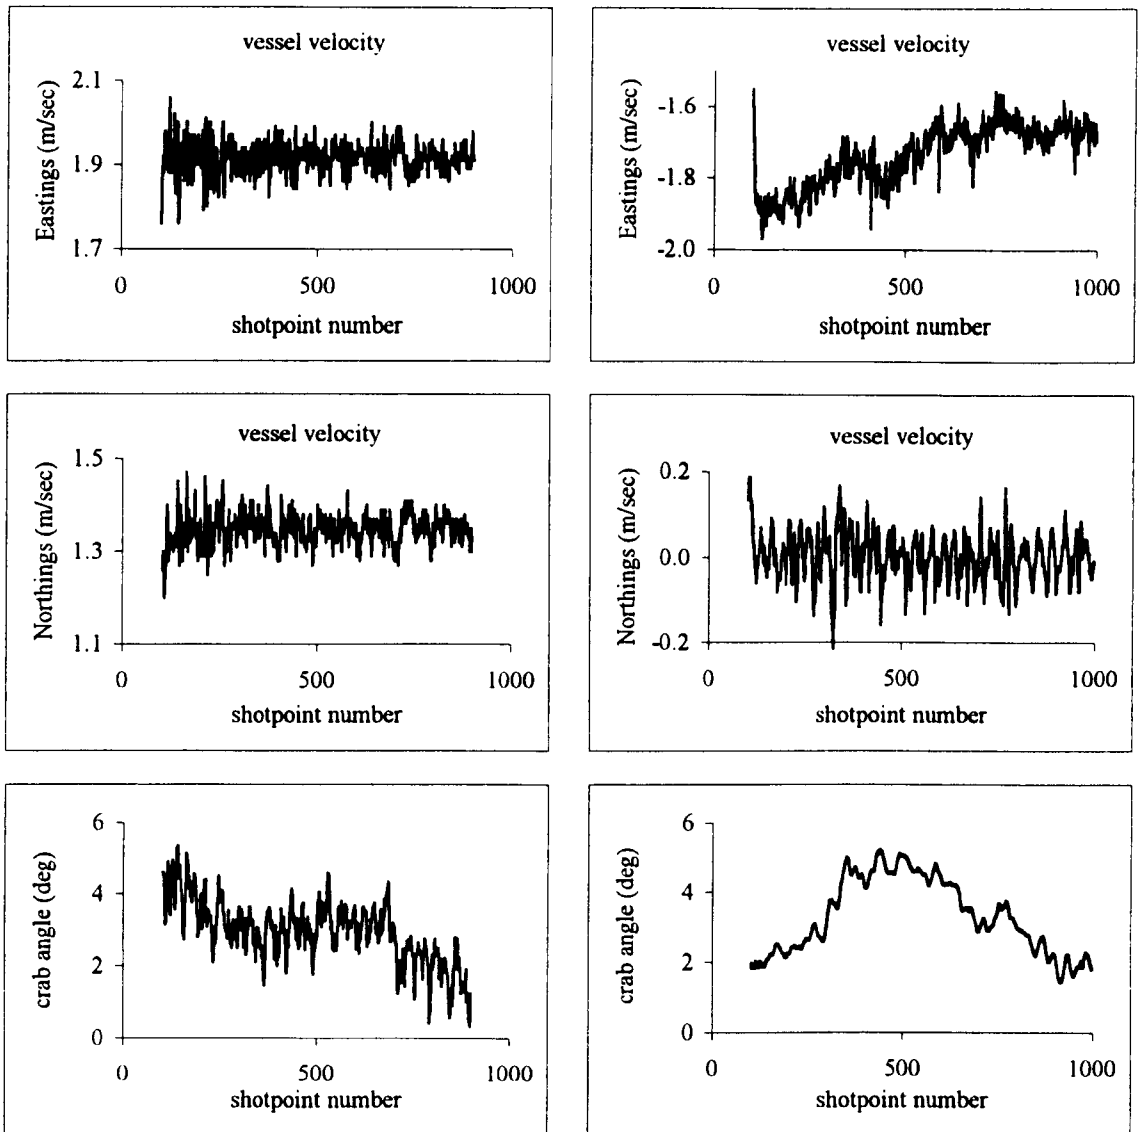 vessel velocity
Eastings (m/sec)
2.1
1.9
1.7
0
500
1000
shotpoint number
vessel velocity
Eastings (m/sec)
-1.6
-1.8
-2.0
0
500
1000
shotpoint number
vessel velocity
Northings (m/sec)
1.5
1.3
1.1
0
500
1000
shotpoint number
vessel velocity
Northings (m/sec)
0.2
0.0
-0.2
0
500
1000
shotpoint number
crab angle (deg)
6
4
2
0
0
500
1000
shotpoint number
crab angle (deg)
6
4
2
0
0
500
1000
shotpoint number